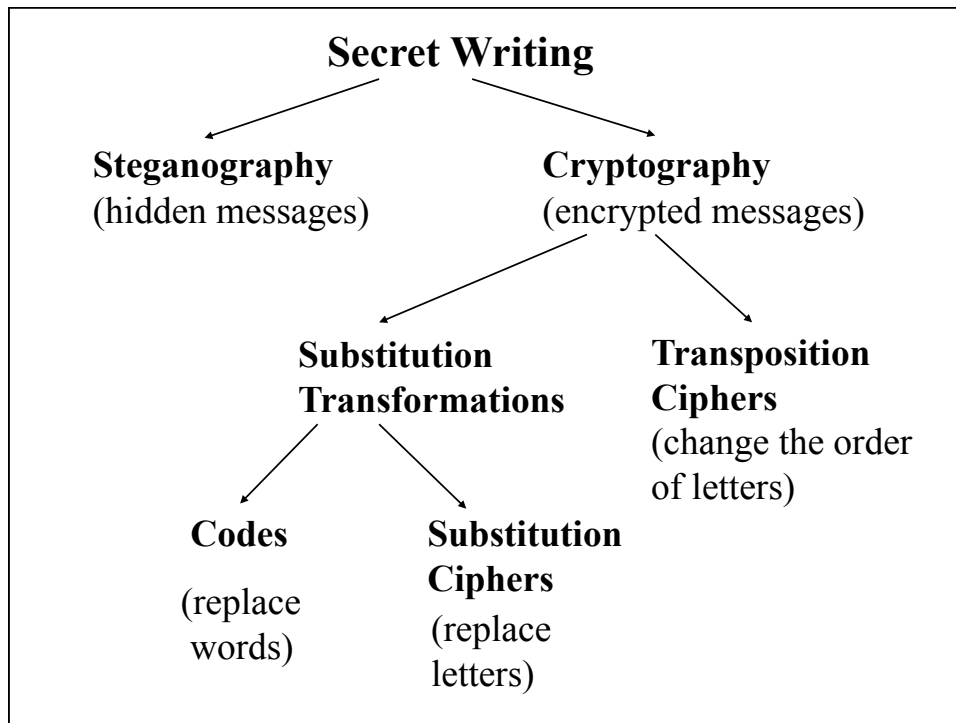 Secret Writing
Steganography
(hidden messages)
Cryptography
(encrypted messages)
Substitution
Transformations
Transposition
Ciphers
(change the order
of letters)
Codes
(replace
words)
Substitution
Ciphers
(replace
letters)